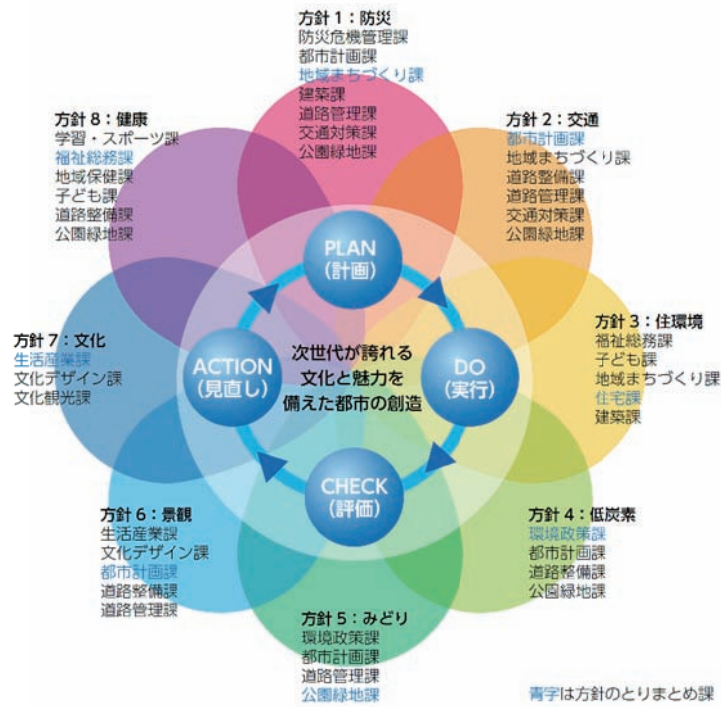 方針1：防災
防災危機管理課
都市計画課
地域まちづくり課
建築課
道路管理課
交通対策課
公園緑地課
方針2：交通
都市計画課
地域まちづくり課
道路整備課
道路管理課
交通対策課
公園緑地課
方針3：住環境
福祉総務課
子ども課
地域まちづくり課
住宅課
建築課
方針4：低炭素
環境政策課
都市計画課
道路整備課
公園緑地課
方針5：みどり
環境政策課
都市計画課
道路管理課
公園緑地課
方針6：景観
生活産業課
文化デザイン課
都市計画課
道路整備課
道路管理課
方針7：文化
生活産業課
文化デザイン課
文化観光課
方針8：健康
学習・スポーツ課
福祉総務課
地域保健課
子ども課
道路整備課
公園緑地課
PLAN
(計画)
DO
(実行)
CHECK
(評価)
ACTION
(見直し)
次世代が誇れる
文化と魅力を
備えた都市の創造
青字は方針のとりまとめ課